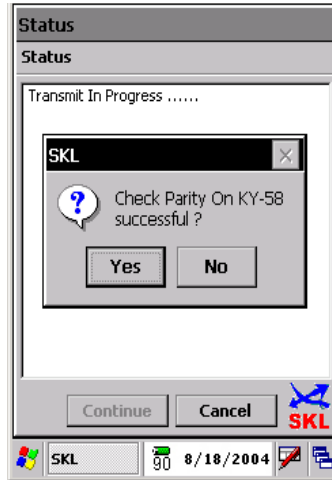 Status
Status
Transmit In Progress ......
SKL
Check Parity On KY-58
successful ?
Yes
No
Continue
Cancel
SKL
SKL
90
8/18/2004